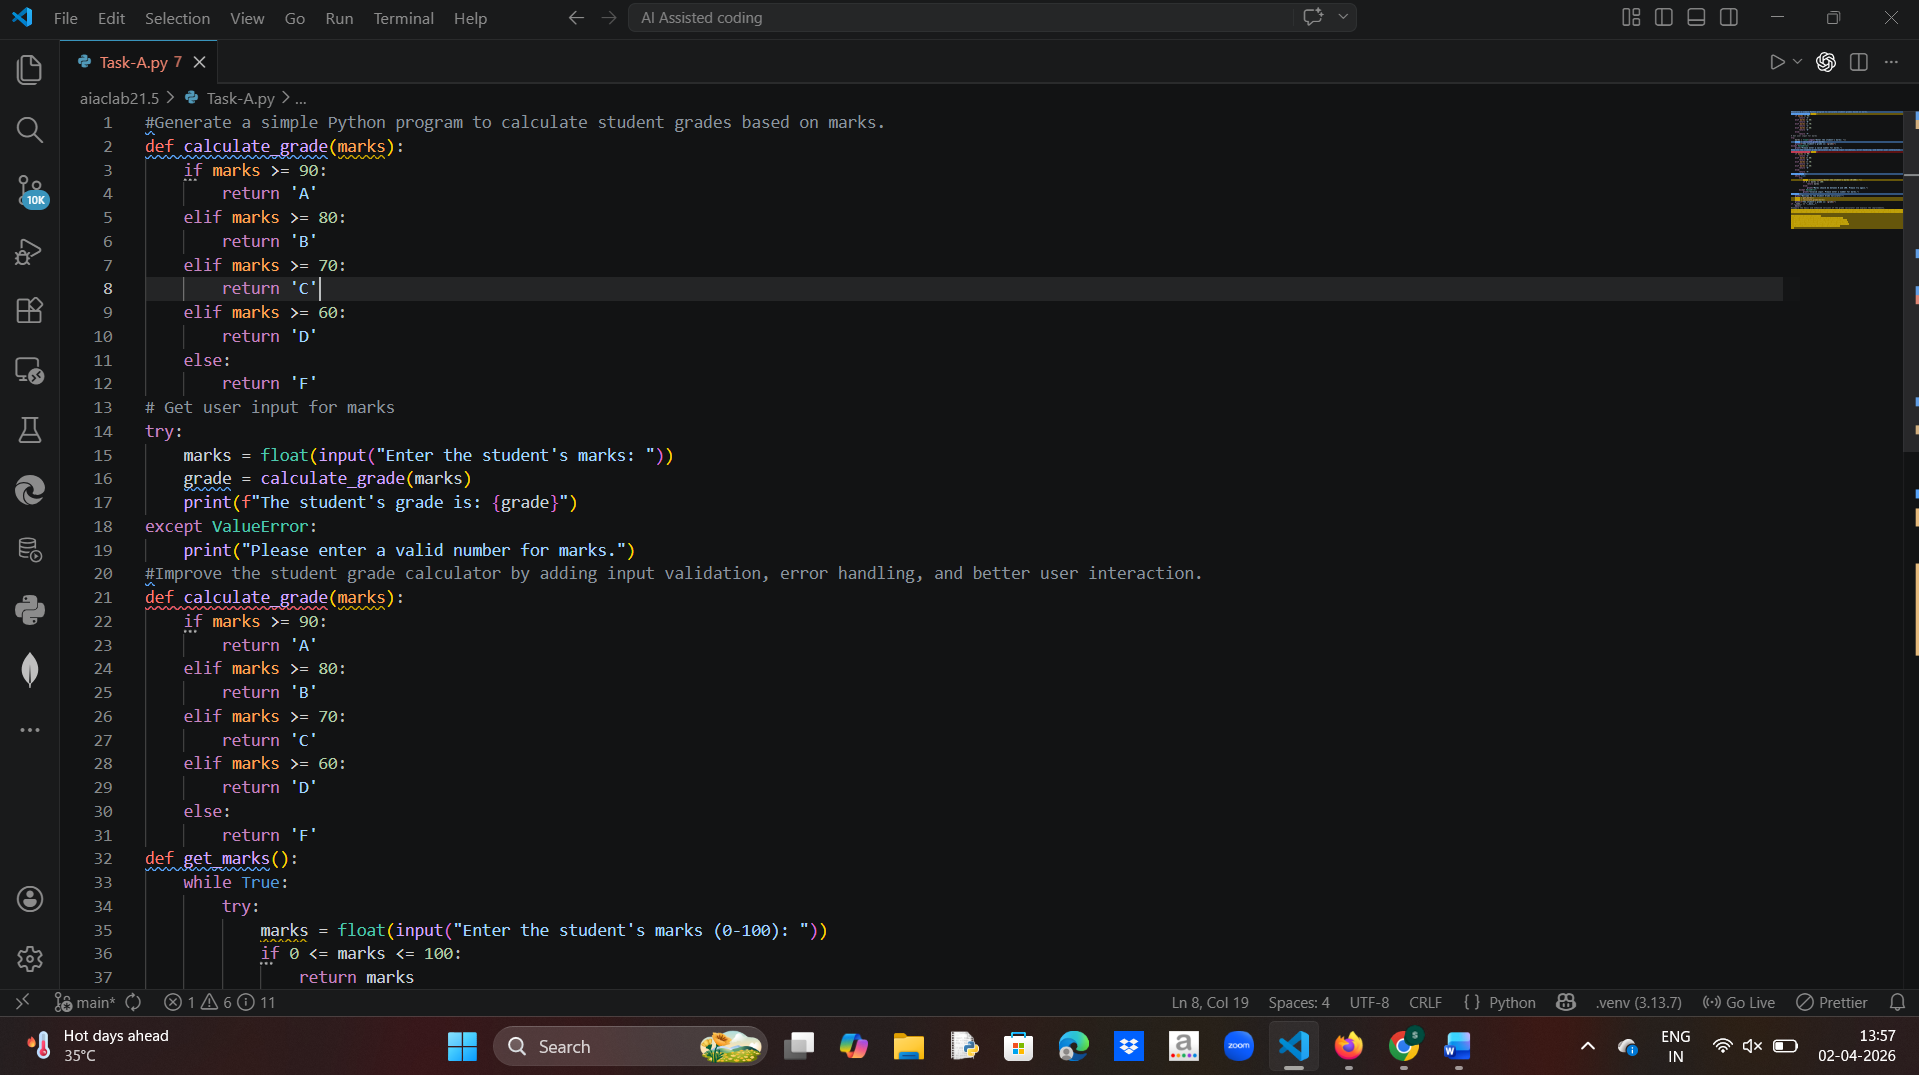 File Edit Selection View Go Run Terminal Help
AI Assisted coding
Task-A.py 7
aiaclab21.5 > Task-A.py > ...
1 #Generate a simple Python program to calculate student grades based on marks.
2 def calculate_grade(marks):
3     if marks >= 90:
4         return 'A'
5     elif marks >= 80:
6         return 'B'
7     elif marks >= 70:
8         return 'C'
9     elif marks >= 60:
10         return 'D'
11     else:
12         return 'F'
13 # Get user input for marks
14 try:
15     marks = float(input("Enter the student's marks: "))
16     grade = calculate_grade(marks)
17     print(f"The student's grade is: {grade}")
18 except ValueError:
19     print("Please enter a valid number for marks.")
20 #Improve the student grade calculator by adding input validation, error handling, and better user interaction.
21 def calculate_grade(marks):
22     if marks >= 90:
23         return 'A'
24     elif marks >= 80:
25         return 'B'
26     elif marks >= 70:
27         return 'C'
28     elif marks >= 60:
29         return 'D'
30     else:
31         return 'F'
32 def get_marks():
33     while True:
34         try:
35             marks = float(input("Enter the student's marks (0-100): "))
36             if 0 <= marks <= 100:
37                 return marks
10K
main* 1 6 11
Ln 8, Col 19 Spaces: 4 UTF-8 CRLF { } Python .venv (3.13.7) Go Live Prettier
Hot days ahead
35°C
Search
a
zoom
S
W
ENG
IN
13:57
02-04-2026